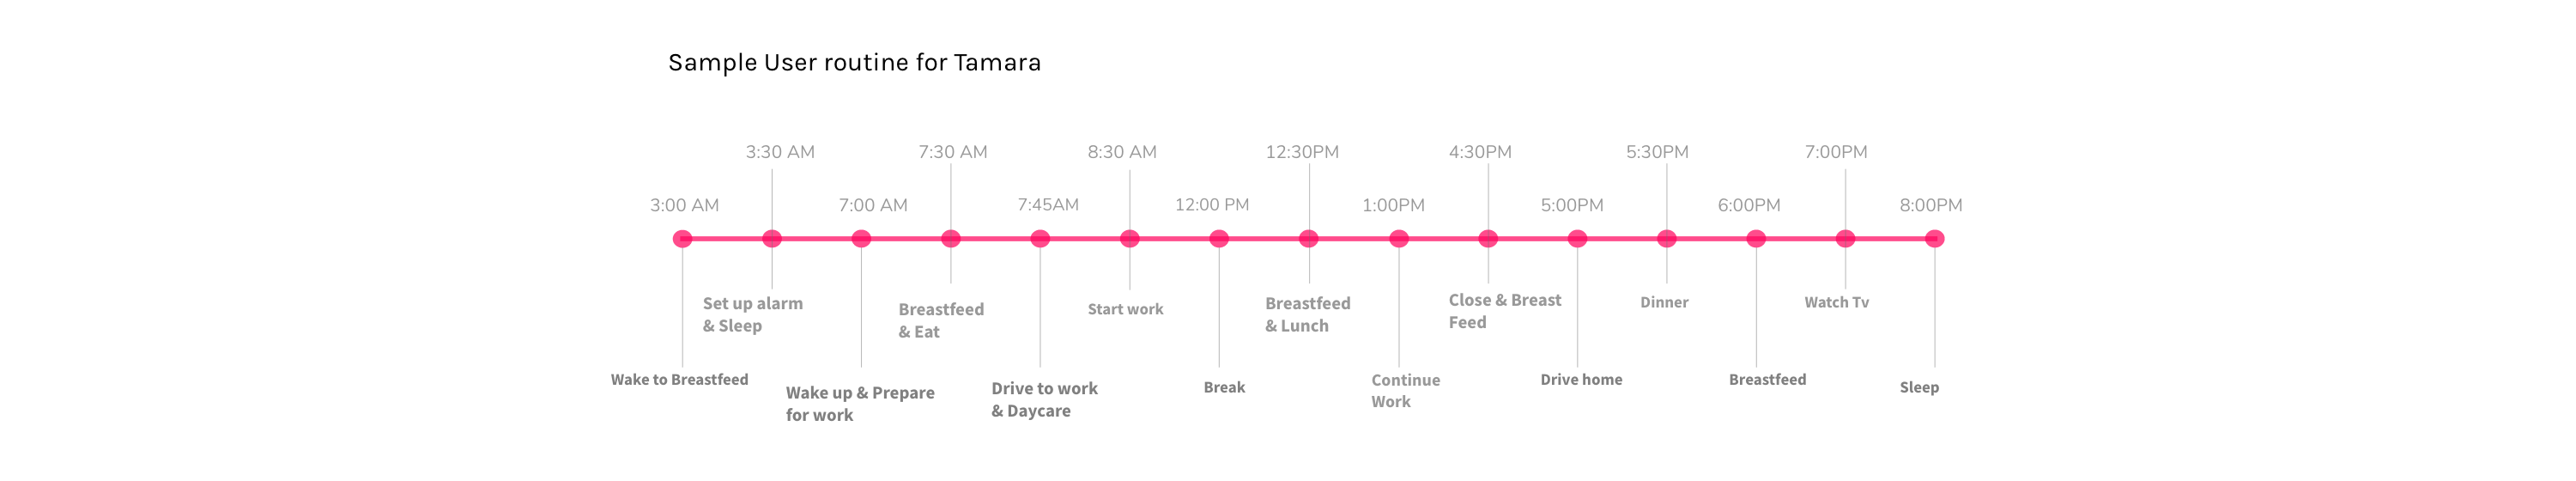 Sample User routine for Tamara
3:30 AM
7:30 AM
8:30 AM
12:30PM
4:30PM
5:30PM
7:00PM
3:00 AM
7:00 AM
7:45AM
12:00 PM
1:00PM
5:00PM
6:00PM
8:00PM
Set up alarm
& Sleep
Breastfeed
& Eat
Start work
Breastfeed
& Lunch
Close & Breast
Feed
Dinner
Watch Tv
Wake to Breastfeed
Wake up & Prepare
for work
Drive to work
& Daycare
Break
Continue
Work
Drive home
Breastfeed
Sleep